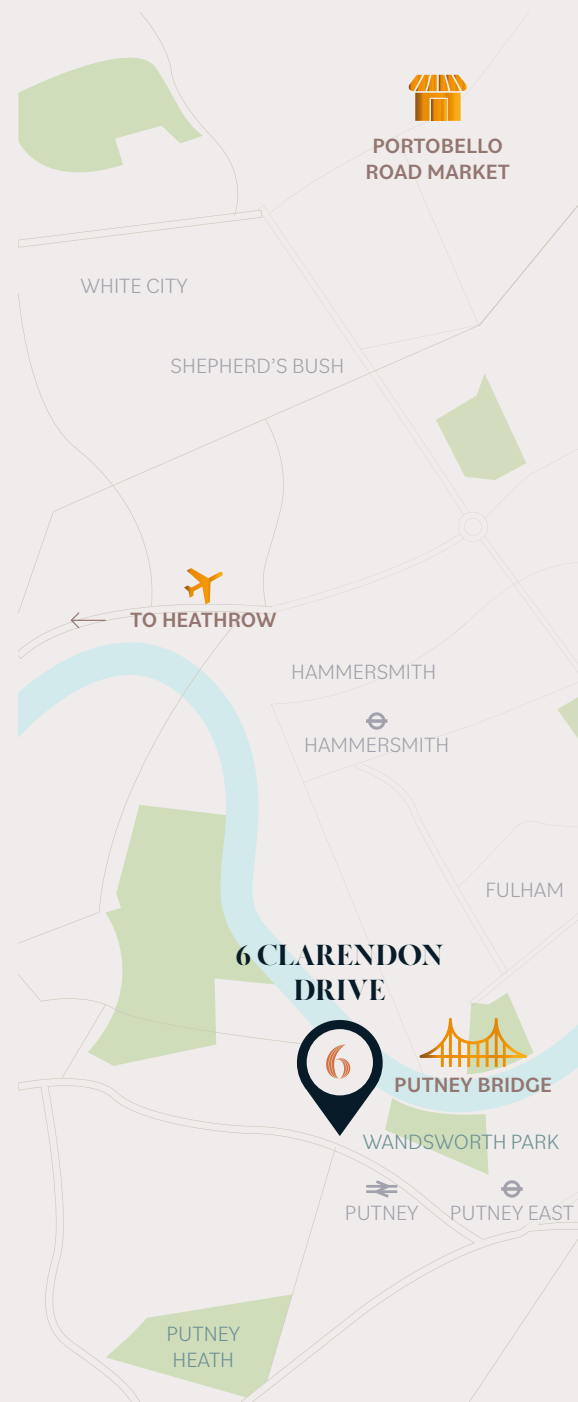 PORTOBELLO
ROAD MARKET
WHITE CITY
SHEPHERD’S BUSH
TO HEATHROW
HAMMERSMITH
HAMMERSMITH
FULHAM
6 CLARENDON
DRIVE
6
PUTNEY BRIDGE
WANDSWORTH PARK
PUTNEY
PUTNEY EAST
PUTNEY
HEATH